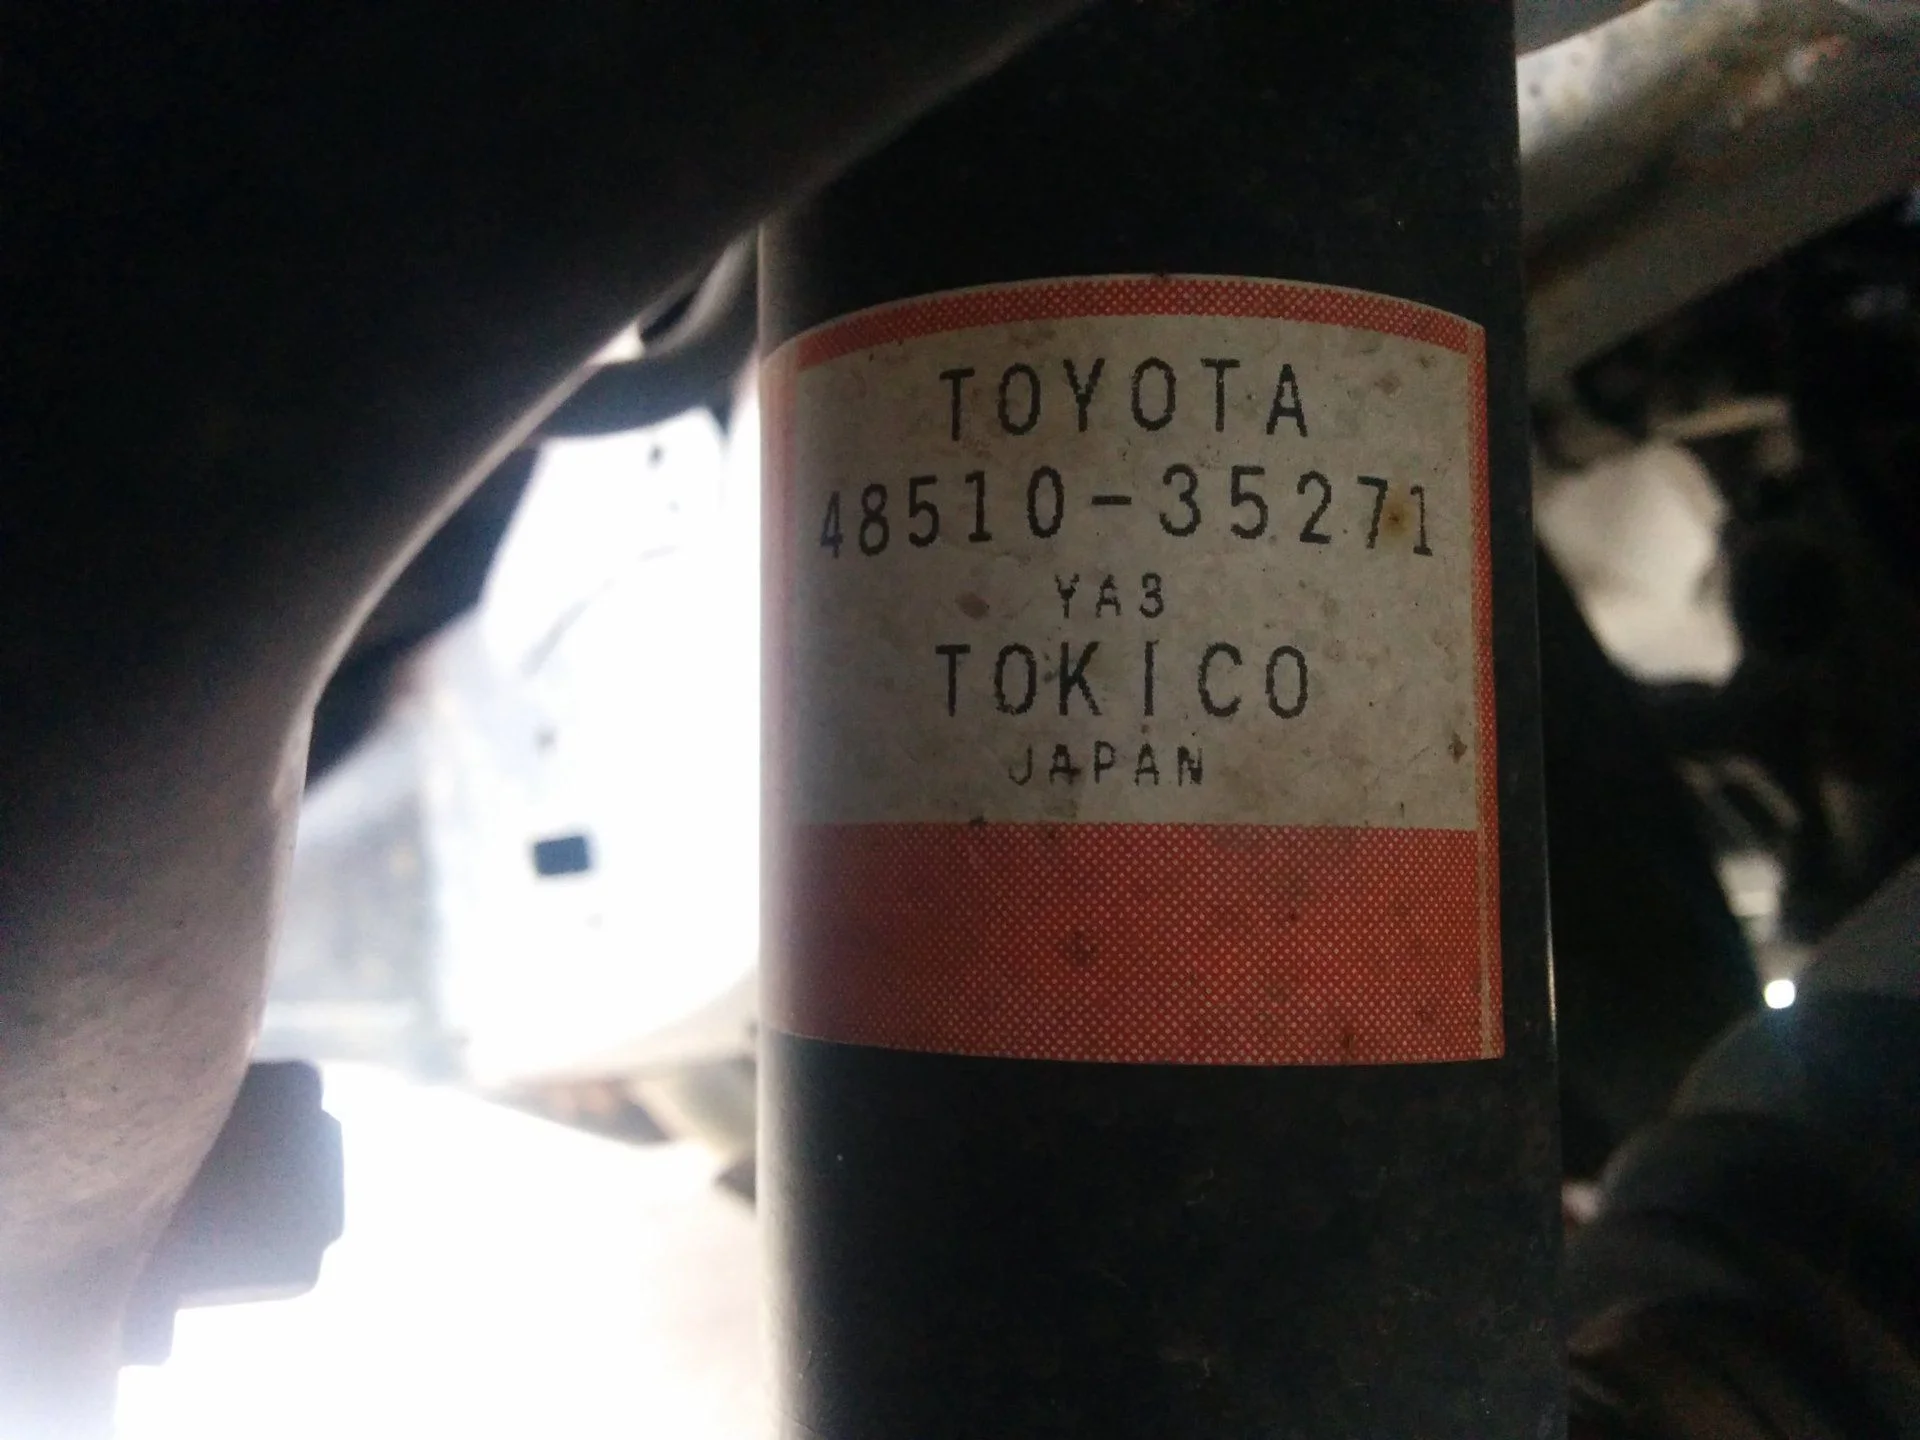 TOYOTA
48510-35271
YA3
TOKICO
JAPAN